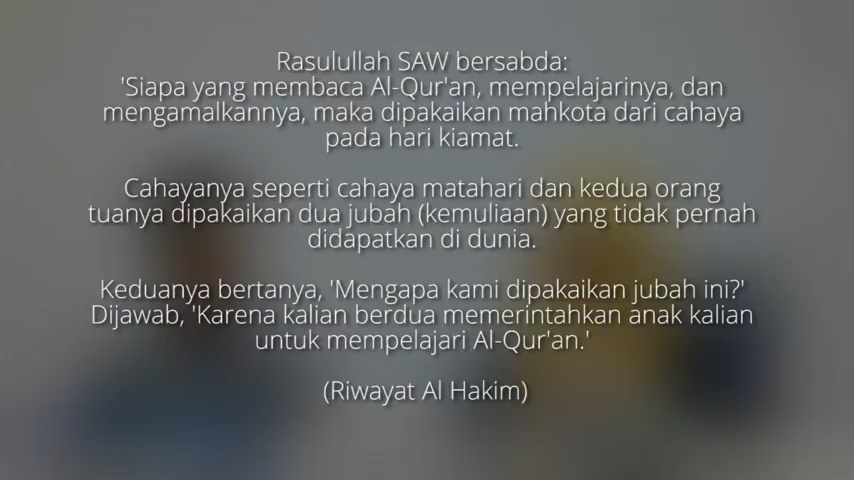 Rasulullah SAW bersabda:
'Siapa yang membaca Al-Qur'an, mempelajarinya, dan
mengamalkannya, maka dipakaikan mahkota dari cahaya
pada hari kiamat.
Cahayanya seperti cahaya matahari dan kedua orang
tuanya dipakaikan dua jubah (kemuliaan) yang tidak pernah
didapatkan di dunia.
Keduanya bertanya, 'Mengapa kami dipakaikan jubah ini?'
Dijawab, 'Karena kalian berdua memerintahkan anak kalian
untuk mempelajari Al-Qur'an.'
(Riwayat Al Hakim)